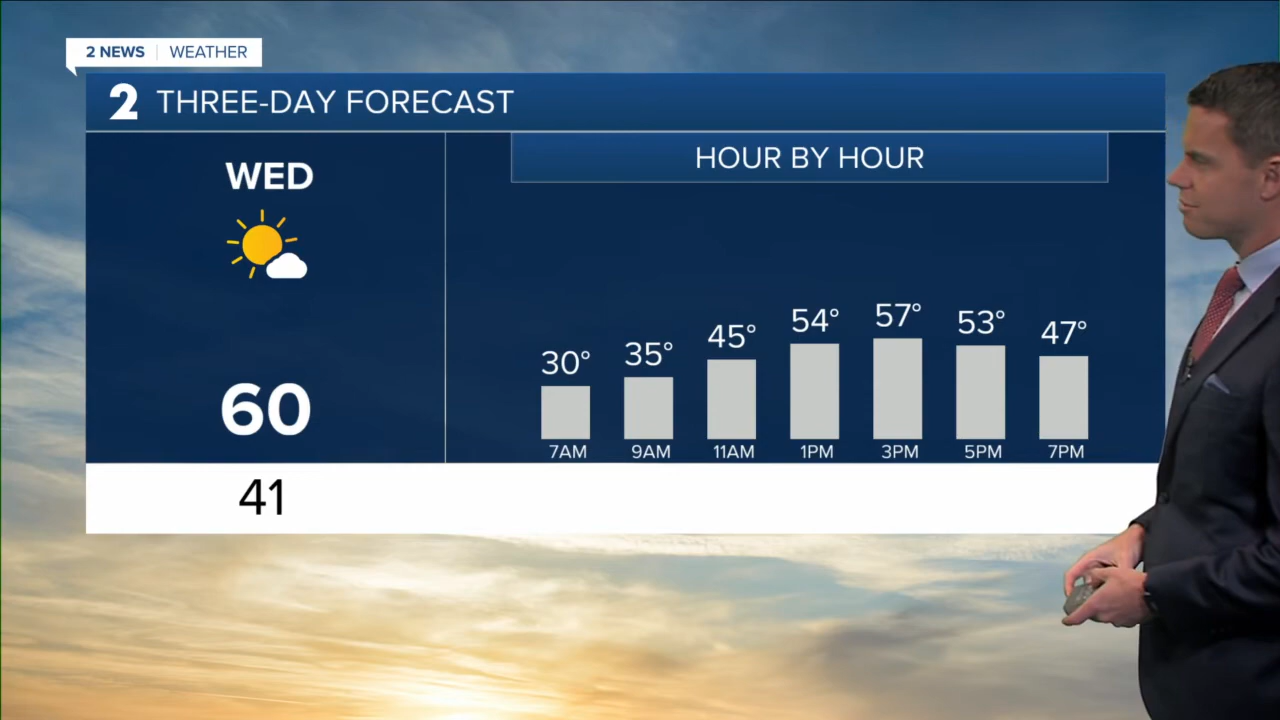 2 NEWS | WEATHER
2 THREE-DAY FORECAST
WED
60
41
HOUR BY HOUR
30° 35° 45° 54° 57° 53° 47°
7AM 9AM 11AM 1PM 3PM 5PM 7PM